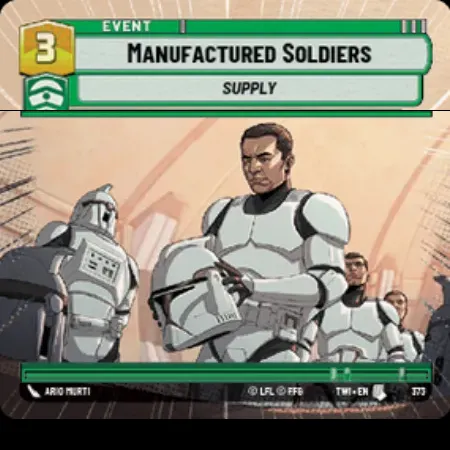 EVENT
3
MANUFACTURED SOLDIERS
SUPPLY
ARIO MURTI
© LFL © FFG
TWI • EN
373